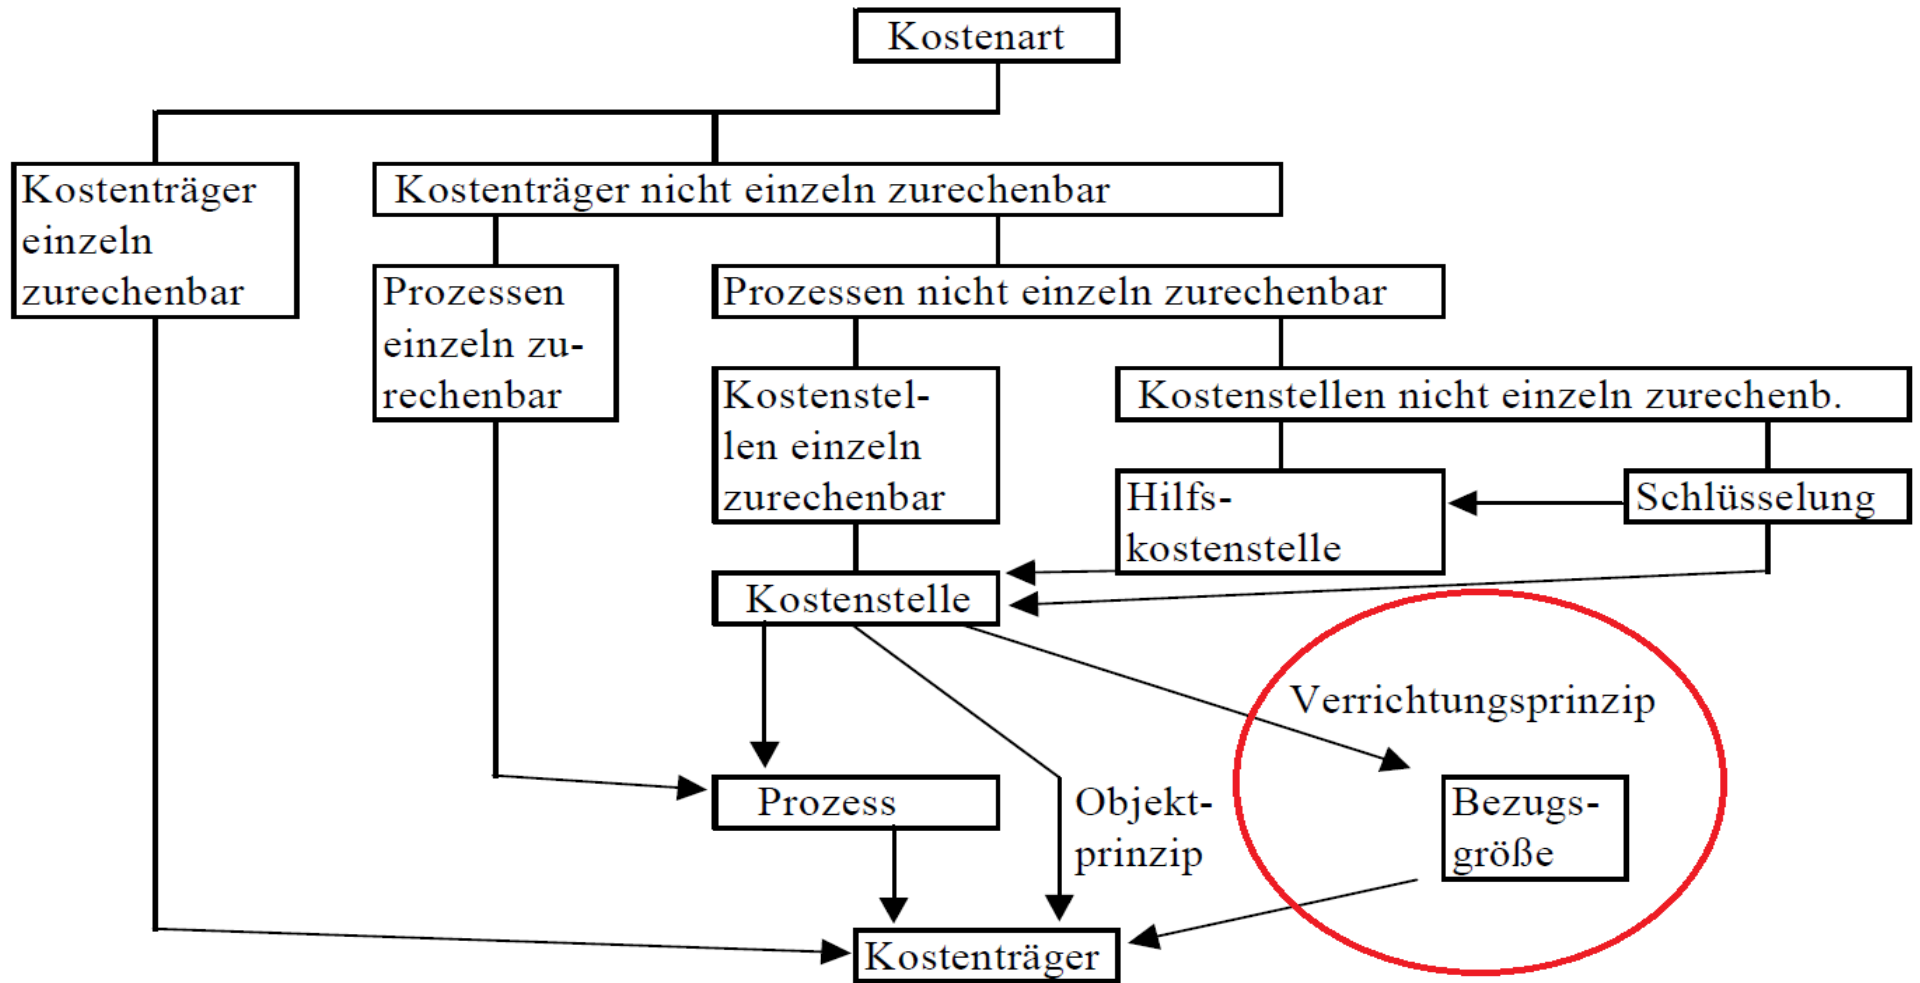 Kostenart
Kostenträger
einzeln
zurechenbar
Kostenträger nicht einzeln zurechenbar
Prozessen
einzeln zu-
rechenbar
Prozessen nicht einzeln zurechenbar
Kostenstel-
len einzeln
zurechenbar
Kostenstellen nicht einzeln zurechenb.
Hilfs-
kostenstelle
Schlüsselung
Kostenstelle
Verrichtungsprinzip
Prozess
Objekt-
prinzip
Bezugs-
größe
Kostenträger